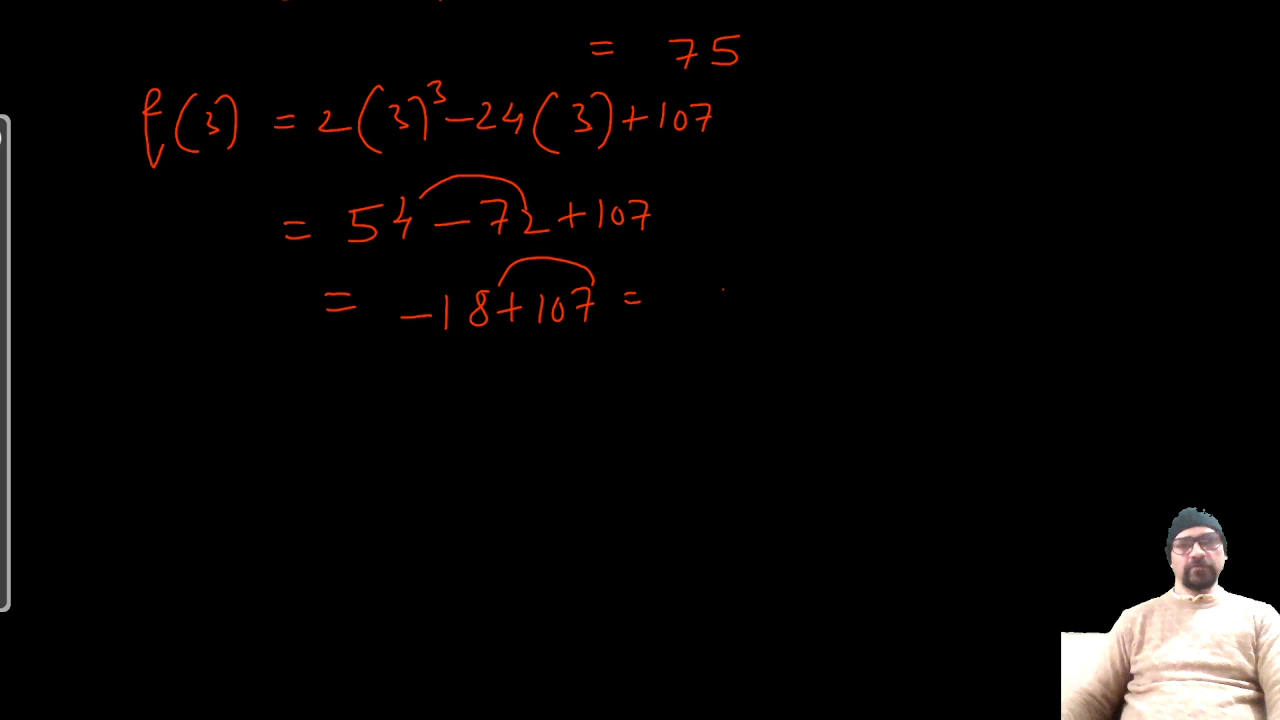 = 75
f(3) = 2(3)³-24(3)+107
= 54-72+107
= -18+107 =